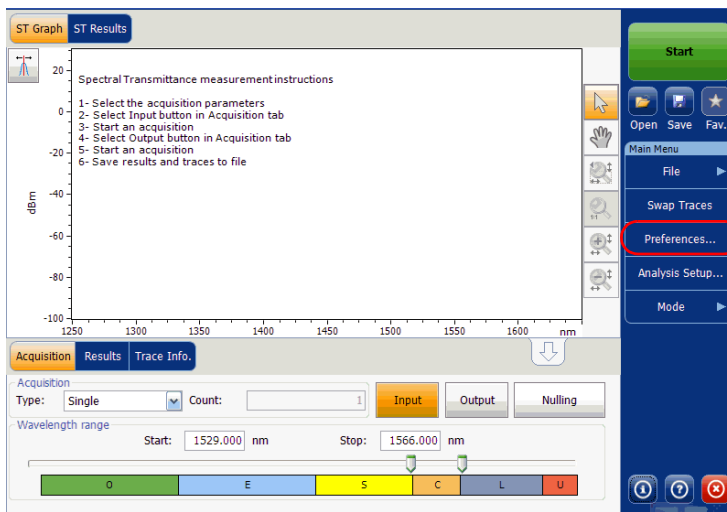 ST Graph ST Results
Start
Open Save Fav.
Main Menu
File
Swap Traces
Preferences...
Analysis Setup...
Mode
20
0
-20
-40
-60
-80
-100
dBm
Spectral Transmittance measurement instructions
1- Select the acquisition parameters
2- Select Input button in Acquisition tab
3- Start an acquisition
4- Select Output button in Acquisition tab
5- Start an acquisition
6- Save results and traces to file
1250 1300 1350 1400 1450 1500 1550 1600 nm
Acquisition Results Trace Info.
Acquisition
Type: Single Count: 1 Input Output Nulling
Wavelength range
Start: 1529.000 nm Stop: 1566.000 nm
O E S C L U